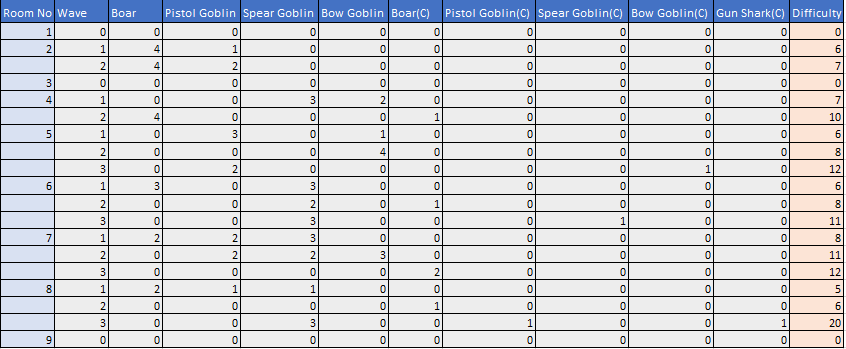 Room No Wave Boar Pistol Goblin Spear Goblin Bow Goblin Boar(C) Pistol Goblin(C) Spear Goblin(C) Bow Goblin(C) Gun Shark(C) Difficulty
1 0 0 0 0 0 0 0 0 0 0 0
2 1 4 1 0 0 0 0 0 0 0 6
2 4 2 0 0 0 0 0 0 0 7
3 0 0 0 0 0 0 0 0 0 0 0
4 1 0 0 3 2 0 0 0 0 0 7
2 4 0 0 0 1 0 0 0 0 10
5 1 0 3 0 1 0 0 0 0 0 6
2 0 0 0 4 0 0 0 0 0 8
3 0 2 0 0 0 0 0 1 0 12
6 1 3 0 3 0 0 0 0 0 0 6
2 0 0 2 0 1 0 0 0 0 8
3 0 0 3 0 0 0 1 0 0 11
7 1 2 2 3 0 0 0 0 0 0 8
2 0 2 2 3 0 0 0 0 0 11
3 0 0 0 0 2 0 0 0 0 12
8 1 2 1 1 0 0 0 0 0 0 5
2 0 0 0 0 1 0 0 0 0 6
3 0 0 3 0 0 1 0 0 1 20
9 0 0 0 0 0 0 0 0 0 0 0